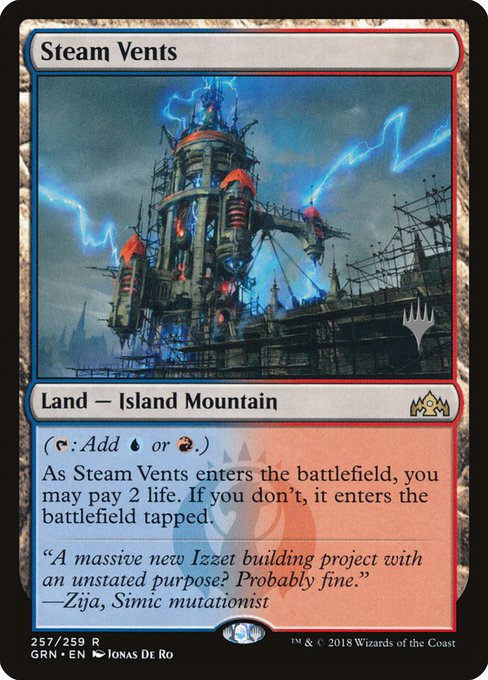 Steam Vents
Land — Island Mountain
(: Add or .)
As Steam Vents enters the battlefield, you
may pay 2 life. If you don't, it enters the
battlefield tapped.
“A massive new Izzet building project with
an unstated purpose? Probably fine.”
—Zija, Simic mutationist
257/259 R
GRN • EN Jonas De Ro
™ & © 2018 Wizards of the Coast